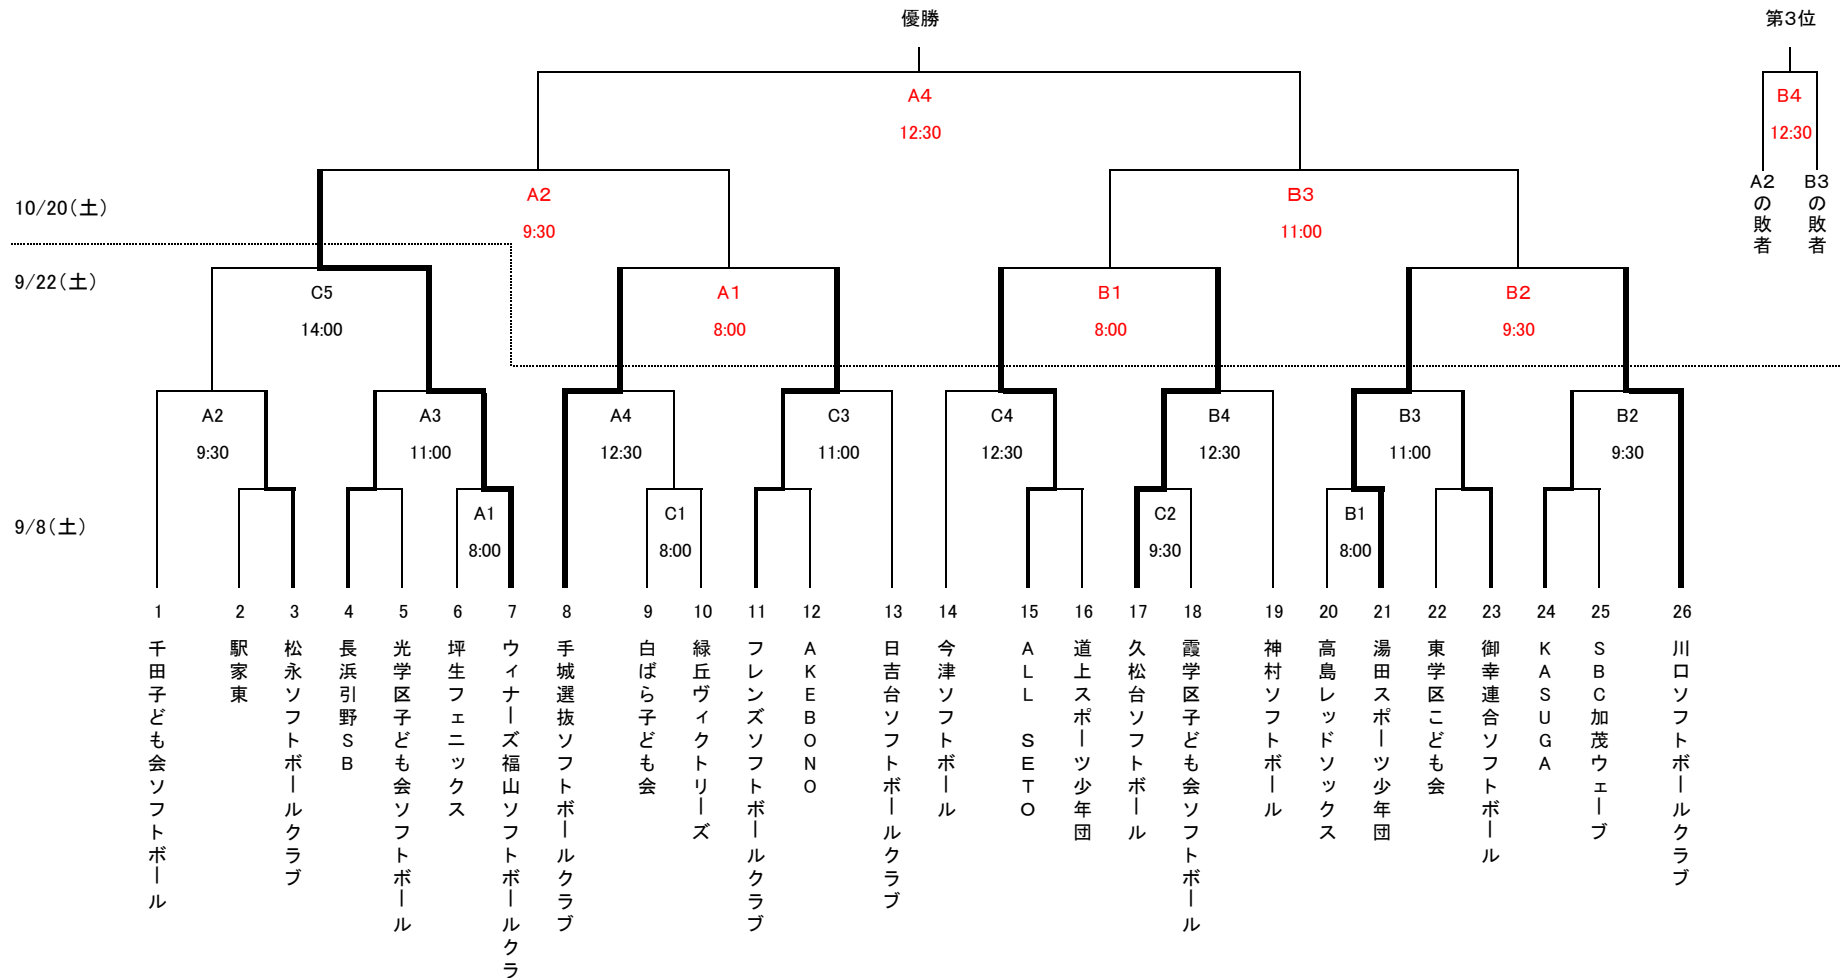 優勝
第3位
A4
12:30
B4
12:30
A2の敗者
B3の敗者
10/20(土)
A2
9:30
B3
11:00
9/22(土)
C5
14:00
A1
8:00
B1
8:00
B2
9:30
A2
9:30
A3
11:00
A4
12:30
C3
11:00
C4
12:30
B4
12:30
B3
11:00
B2
9:30
9/8(土)
A1
8:00
C1
8:00
C2
9:30
B1
8:00
1 千田子ども会ソフトボール
2 駅家東
3 松永ソフトボールクラブ
4 長浜引野SB
5 光学区子ども会ソフトボール
6 坪生フェニックス
7 ウィナーズ福山ソフトボールクラ
8 手城選抜ソフトボールクラブ
9 白ばら子ども会
10 緑丘ヴィクトリーズ
11 フレンズソフトボールクラブ
12 AKEBONO
13 日吉台ソフトボールクラブ
14 今津ソフトボール
15 ALL SETO
16 道上スポーツ少年団
17 久松台ソフトボール
18 霞学区子ども会ソフトボール
19 神村ソフトボール
20 高島レッドソックス
21 湯田スポーツ少年団
22 東学区こども会
23 御幸連合ソフトボール
24 KASUGA
25 SBC加茂ウェーブ
26 川口ソフトボールクラブ